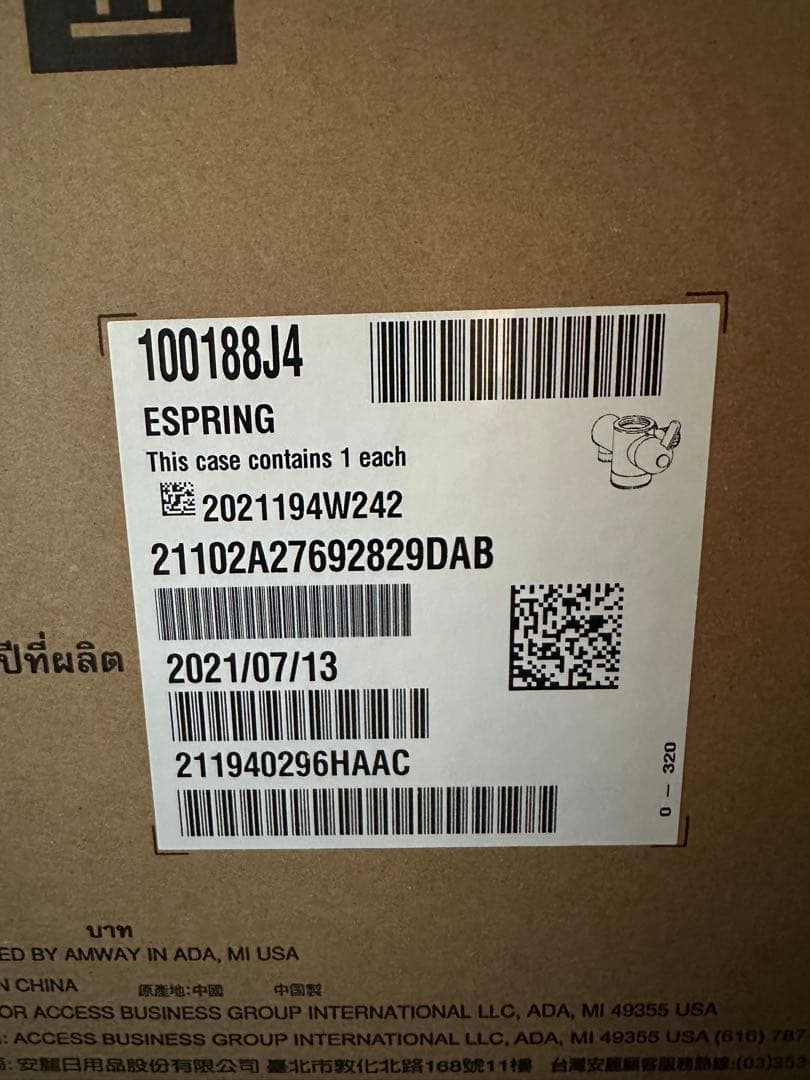 100188J4
ESPRING
This case contains 1 each
2021194W242
21102A27692829DAB
ปีที่ผลิต
2021/07/13
211940296HAAC
0 – 320
บาท
ED BY AMWAY IN ADA, MI USA
N CHINA 原產地:中國 中国製
OR ACCESS BUSINESS GROUP INTERNATIONAL LLC, ADA, MI 49355 USA
: ACCESS BUSINESS GROUP INTERNATIONAL LLC, ADA, MI 49355 USA (616) 787
: 安麗日用品股份有限公司 臺北市敦化北路168號11樓 台灣安麗顧客服務熱線:(03)353